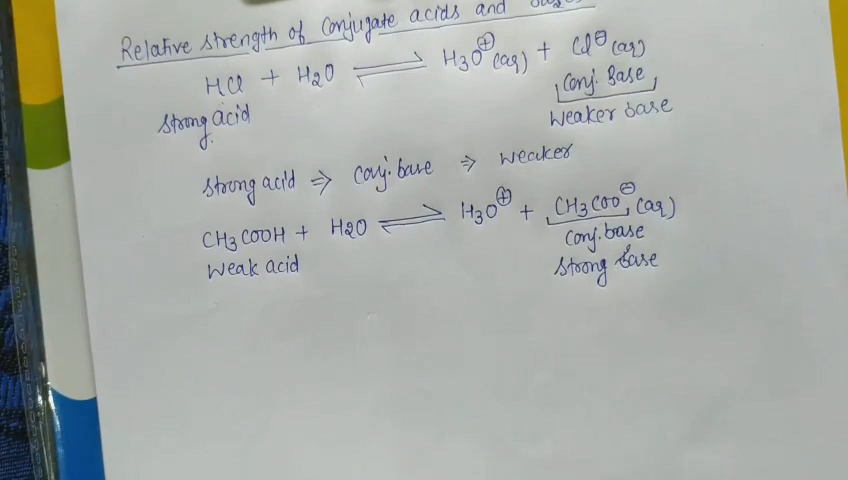 Relative strength of conjugate acids and bases
HCl + H2O ⇌ H3O⊕ (aq) + Cl⊖ (aq)
strong acid
Conj. Base
Weaker base
strong acid ⇒ Conj. base ⇒ weaker
CH3COOH + H2O ⇌ H3O⊕ + CH3COO⊖ (aq)
Weak acid
Conj. base
strong base